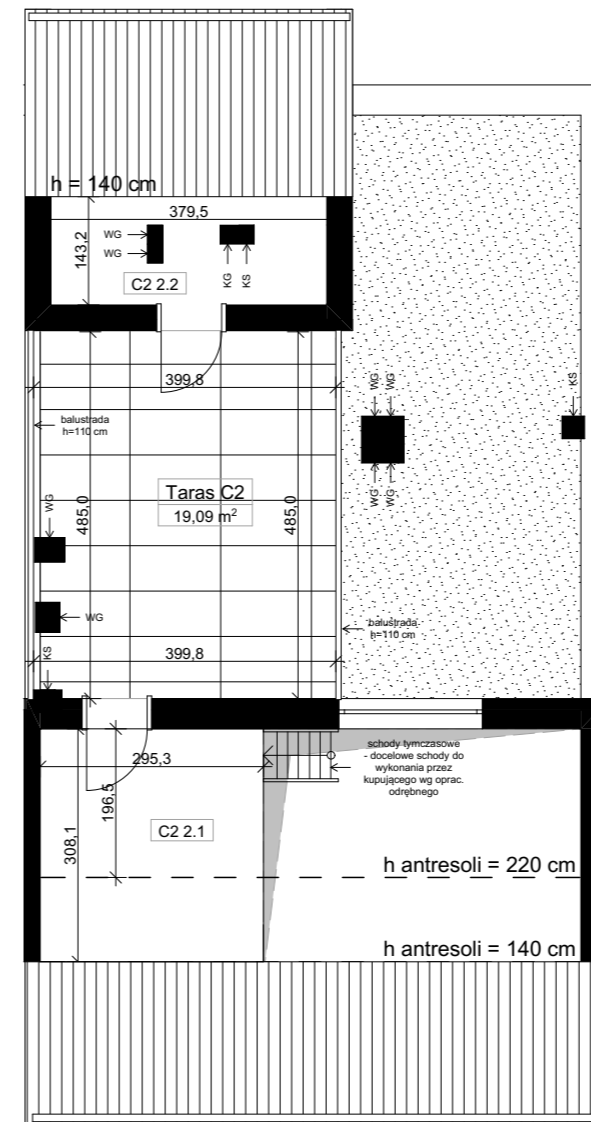 h = 140 cm
379,5
143,2
WG
WG
KG
KS
C2 2.2
399,8
balustrada
h=110 cm
WG
WG
KS
WG
WG
Taras C2
19,09 m²
485,0
485,0
WG
WG
KS
399,8
balustrada
h=110 cm
295,3
196,5
308,1
C2 2.1
schody tymczasowe
- docelowe schody do
wykonania przez
kupującego wg oprac.
odrębnego
h antresoli = 220 cm
h antresoli = 140 cm